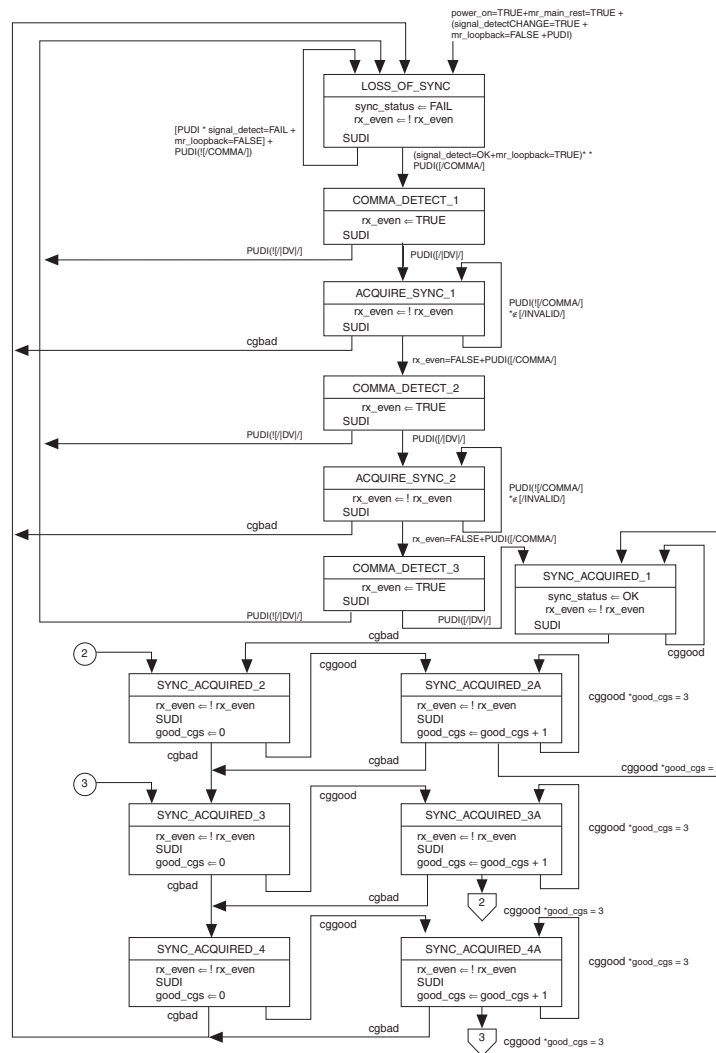 power_on=TRUE+mr_main_rest=TRUE +
(signal_detectCHANGE=TRUE +
mr_loopback=FALSE +PUDI)
LOSS_OF_SYNC
sync_status ⇐ FAIL
rx_even ⇐ ! rx_even
SUDI
[PUDI * signal_detect=FAIL +
mr_loopback=FALSE] +
PUDI(![/COMMA/])
(signal_detect=OK+mr_loopback=TRUE)* *
PUDI([/COMMA/]
COMMA_DETECT_1
rx_even ⇐ TRUE
SUDI
PUDI(![/|DV|/]
PUDI([/|DV|/]
ACQUIRE_SYNC_1
rx_even ⇐ ! rx_even
SUDI
PUDI(![/COMMA/]
*∉[/INVALID/]
cgbad
rx_even=FALSE+PUDI([/COMMA/]
COMMA_DETECT_2
rx_even ⇐ TRUE
SUDI
PUDI(![/|DV|/]
PUDI([/|DV|/]
ACQUIRE_SYNC_2
rx_even ⇐ ! rx_even
SUDI
PUDI(![/COMMA/]
*∉[/INVALID/]
cgbad
rx_even=FALSE+PUDI([/COMMA/]
COMMA_DETECT_3
rx_even ⇐ TRUE
SUDI
PUDI(![/|DV|/]
PUDI([/|DV|/]
SYNC_ACQUIRED_1
sync_status ⇐ OK
rx_even ⇐ ! rx_even
SUDI
cgbad
cggood
2
SYNC_ACQUIRED_2
rx_even ⇐ ! rx_even
SUDI
good_cgs ⇐ 0
cggood
SYNC_ACQUIRED_2A
rx_even ⇐ ! rx_even
SUDI
good_cgs ⇐ good_cgs + 1
cggood *good_cgs = 3
cgbad
cgbad
cggood *good_cgs =
3
SYNC_ACQUIRED_3
rx_even ⇐ ! rx_even
SUDI
good_cgs ⇐ 0
cggood
SYNC_ACQUIRED_3A
rx_even ⇐ ! rx_even
SUDI
good_cgs ⇐ good_cgs + 1
cggood *good_cgs = 3
cgbad
cgbad
2
cggood *good_cgs = 3
SYNC_ACQUIRED_4
rx_even ⇐ ! rx_even
SUDI
good_cgs ⇐ 0
cggood
SYNC_ACQUIRED_4A
rx_even ⇐ ! rx_even
SUDI
good_cgs ⇐ good_cgs + 1
cggood *good_cgs = 3
cgbad
cgbad
3
cggood *good_cgs = 3